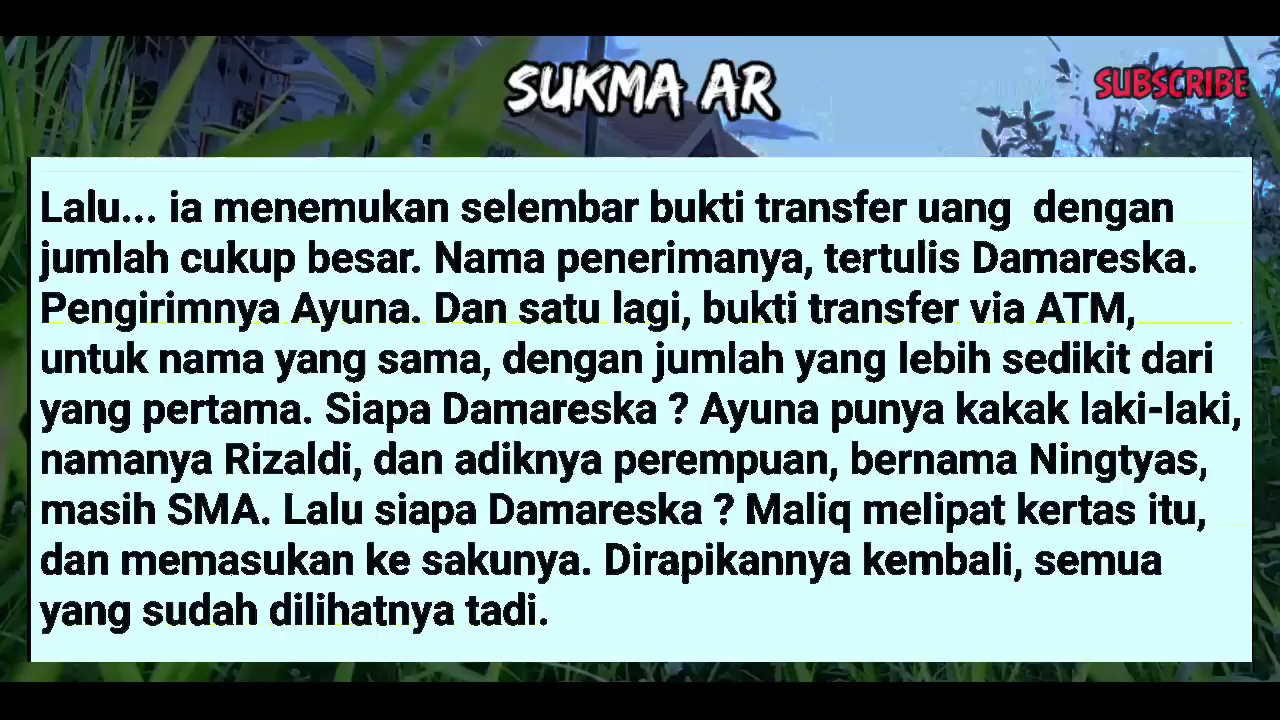 SUKMA AR
SUBSCRIBE
Lalu... ia menemukan selembar bukti transfer uang  dengan
jumlah cukup besar. Nama penerimanya, tertulis Damareska.
Pengirimnya Ayuna. Dan satu lagi, bukti transfer via ATM,
untuk nama yang sama, dengan jumlah yang lebih sedikit dari
yang pertama. Siapa Damareska ? Ayuna punya kakak laki-laki,
namanya Rizaldi, dan adiknya perempuan, bernama Ningtyas,
masih SMA. Lalu siapa Damareska ? Maliq melipat kertas itu,
dan memasukan ke sakunya. Dirapikannya kembali, semua
yang sudah dilihatnya tadi.